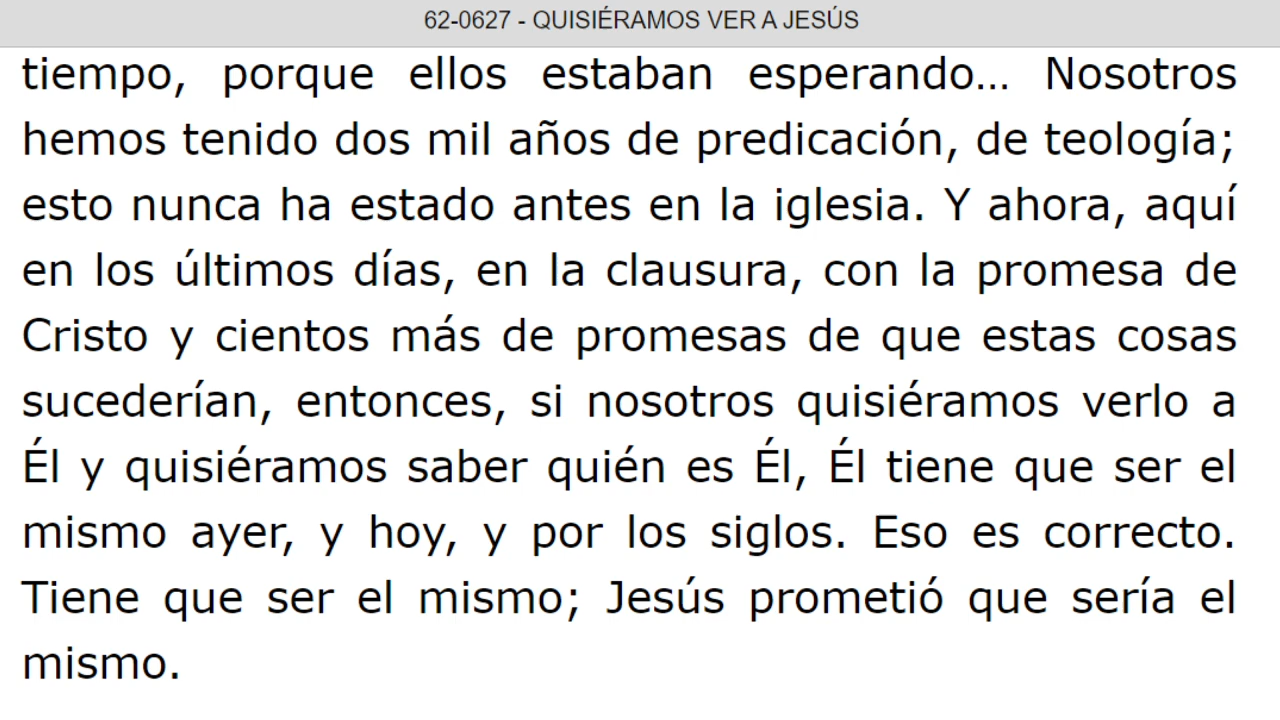 62-0627 - QUISIÉRAMOS VER A JESÚS
tiempo, porque ellos estaban esperando... Nosotros
hemos tenido dos mil años de predicación, de teología;
esto nunca ha estado antes en la iglesia. Y ahora, aquí
en los últimos días, en la clausura, con la promesa de
Cristo y cientos más de promesas de que estas cosas
sucederían, entonces, si nosotros quisiéramos verlo a
Él y quisiéramos saber quién es Él, Él tiene que ser el
mismo ayer, y hoy, y por los siglos. Eso es correcto.
Tiene que ser el mismo; Jesús prometió que sería el
mismo.